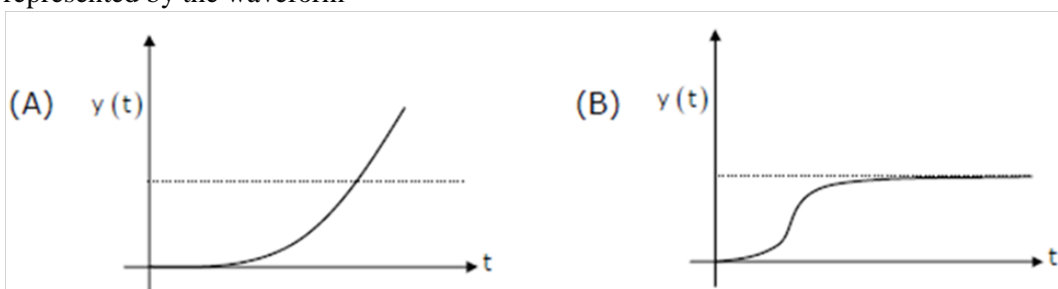 represented by the waveform
(A) y (t) (B) y (t)
t t